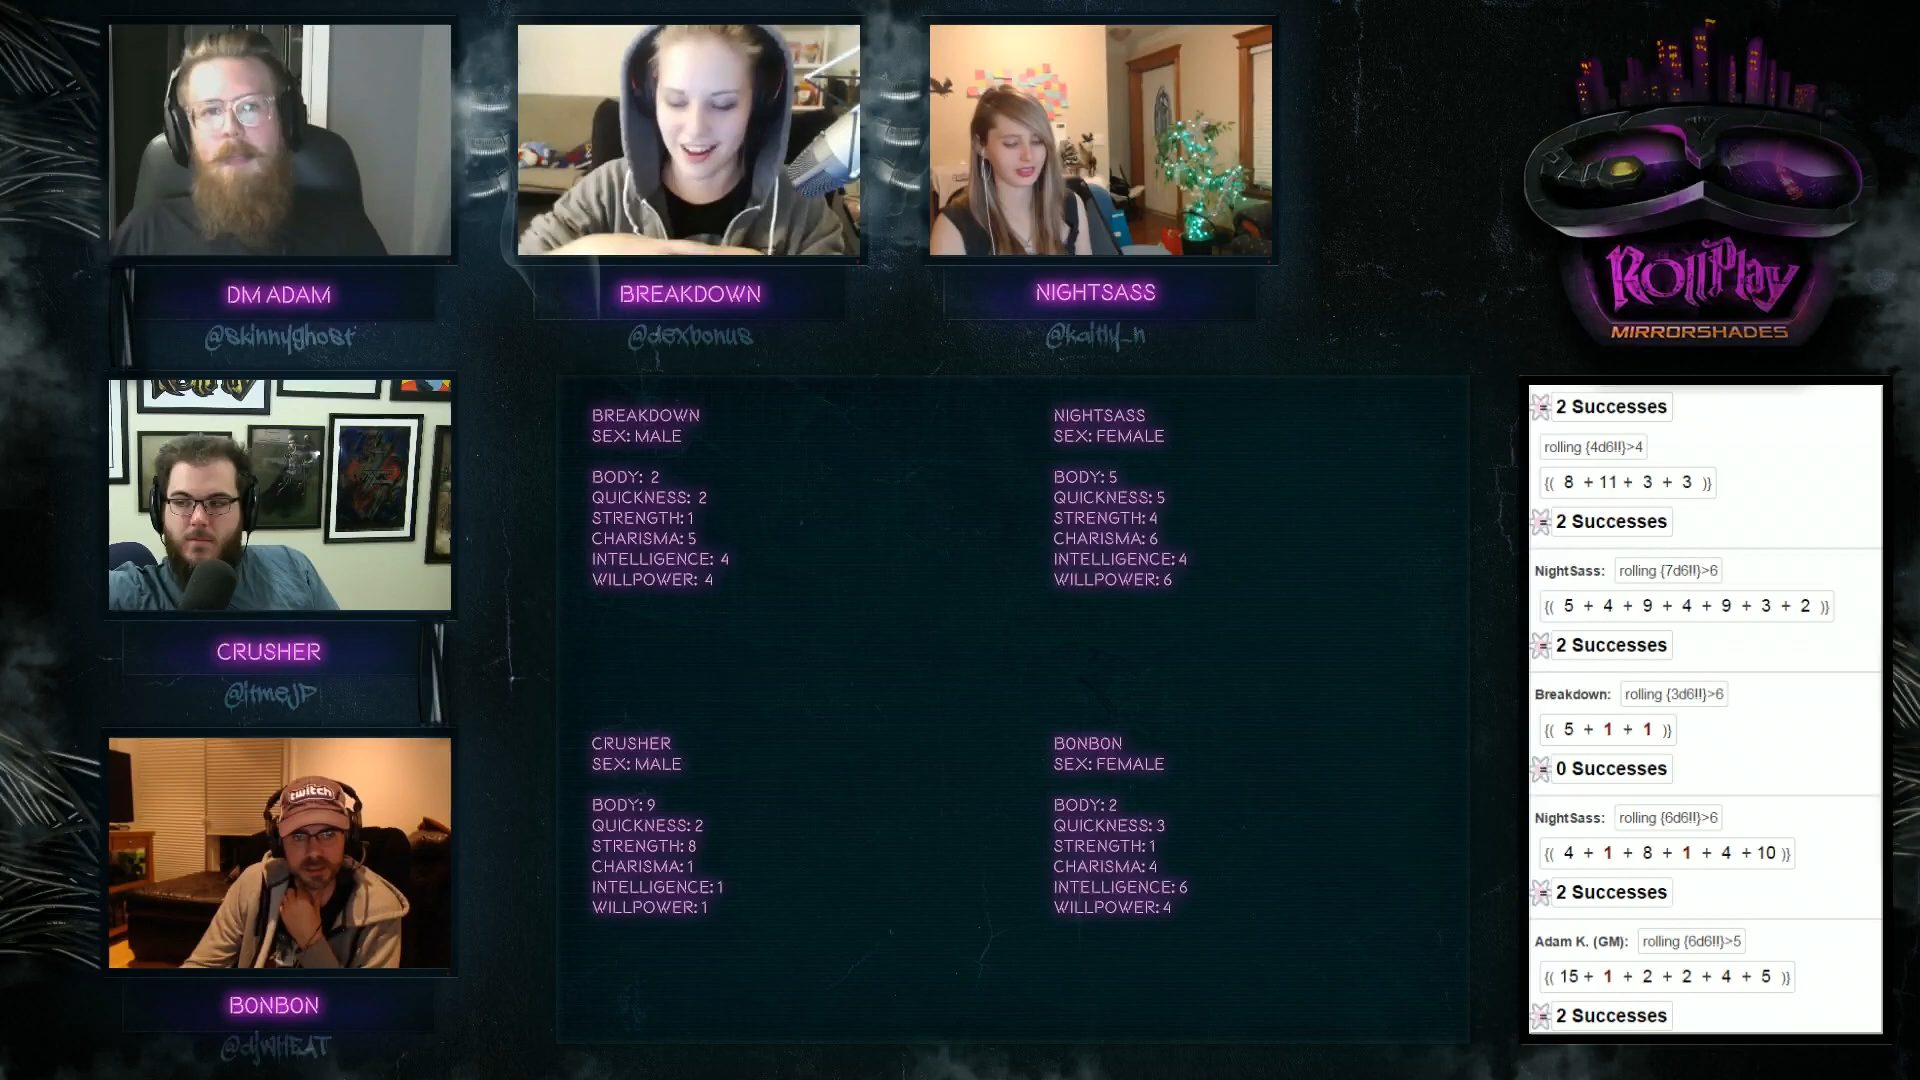 DM ADAM
@skinnyghost
BREAKDOWN
@dexbonus
NIGHTSASS
@kaitly_n
ROllPlay
MIRRORSHADES
CRUSHER
@itmeJP
twitch
BONBON
@djWHEAT
BREAKDOWN
SEX: MALE
BODY: 2
QUICKNESS: 2
STRENGTH: 1
CHARISMA: 5
INTELLIGENCE: 4
WILLPOWER: 4
NIGHTSASS
SEX: FEMALE
BODY: 5
QUICKNESS: 5
STRENGTH: 4
CHARISMA: 6
INTELLIGENCE: 4
WILLPOWER: 6
CRUSHER
SEX: MALE
BODY: 9
QUICKNESS: 2
STRENGTH: 8
CHARISMA: 1
INTELLIGENCE: 1
WILLPOWER: 1
BONBON
SEX: FEMALE
BODY: 2
QUICKNESS: 3
STRENGTH: 1
CHARISMA: 4
INTELLIGENCE: 6
WILLPOWER: 4
= 2 Successes
rolling {4d6!!}>4
{( 8 + 11 + 3 + 3 )}
= 2 Successes
NightSass: rolling {7d6!!}>6
{( 5 + 4 + 9 + 4 + 9 + 3 + 2 )}
= 2 Successes
Breakdown: rolling {3d6!!}>6
{( 5 + 1 + 1 )}
= 0 Successes
NightSass: rolling {6d6!!}>6
{( 4 + 1 + 8 + 1 + 4 + 10 )}
= 2 Successes
Adam K. (GM): rolling {6d6!!}>5
{( 15 + 1 + 2 + 2 + 4 + 5 )}
= 2 Successes